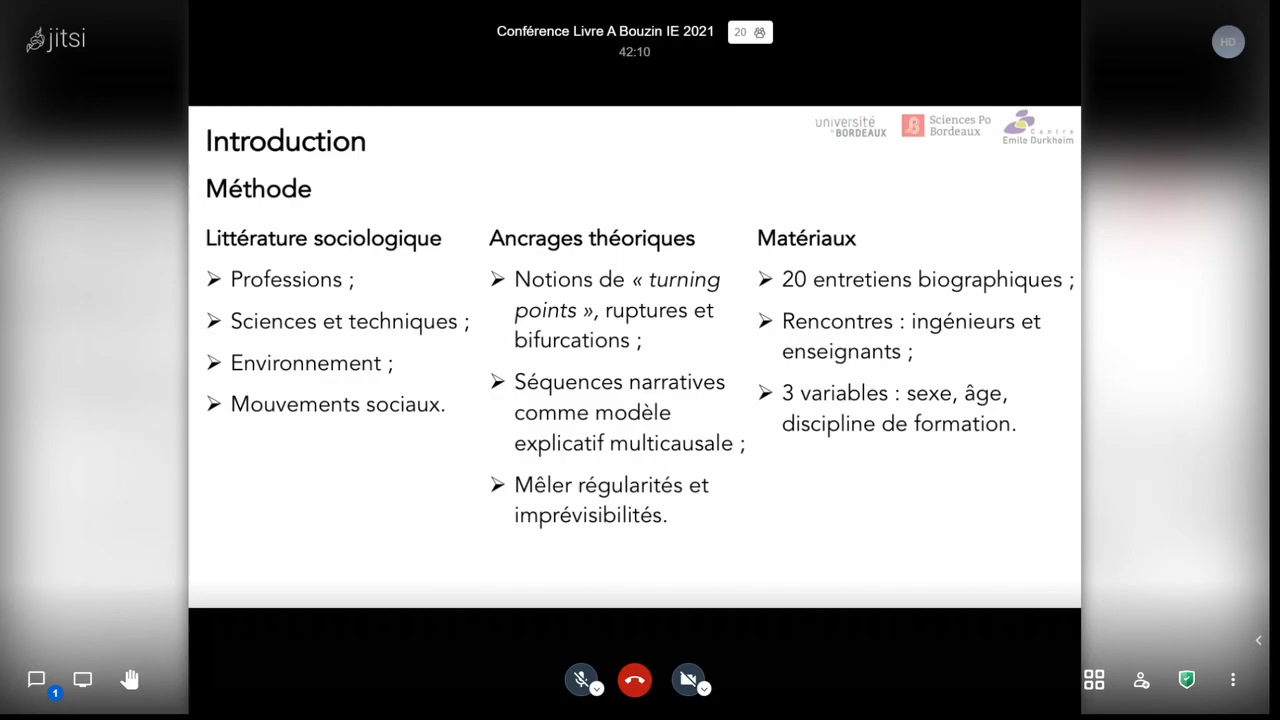 jitsi
Conférence Livre A Bouzin IE 2021
20
42:10
HD
université
de BORDEAUX
Sciences Po
Bordeaux
Centre
Emile Durkheim
Introduction
Méthode
Littérature sociologique
➢ Professions ;
➢ Sciences et techniques ;
➢ Environnement ;
➢ Mouvements sociaux.
Ancrages théoriques
➢ Notions de « turning
points », ruptures et
bifurcations ;
➢ Séquences narratives
comme modèle
explicatif multicausale ;
➢ Mêler régularités et
imprévisibilités.
Matériaux
➢ 20 entretiens biographiques ;
➢ Rencontres : ingénieurs et
enseignants ;
➢ 3 variables : sexe, âge,
discipline de formation.
1